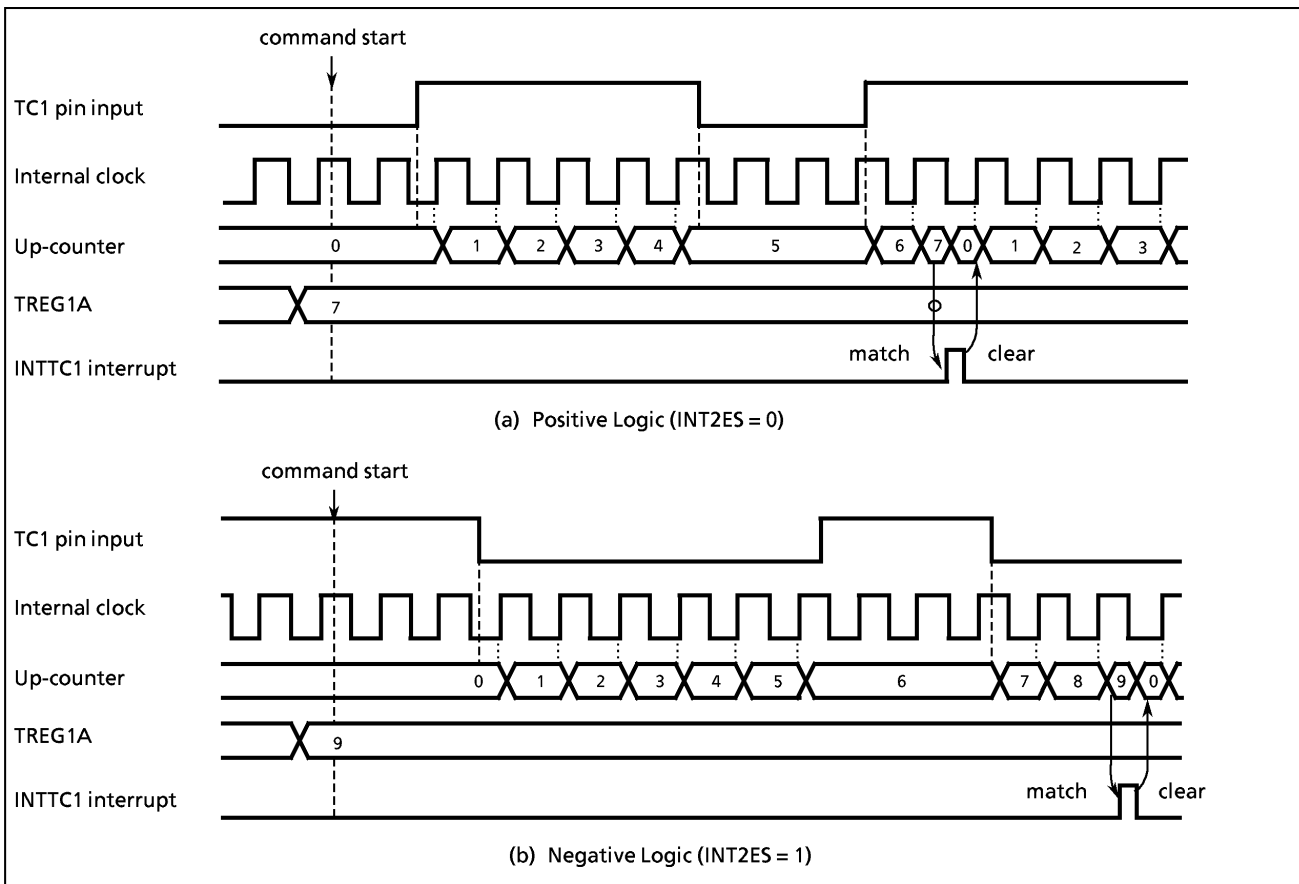 command start
TC1 pin input
Internal clock
Up-counter 0 1 2 3 4 5 6 7 0 1 2 3
TREG1A 7
match clear
INTTC1 interrupt
(a) Positive Logic (INT2ES = 0)
command start
TC1 pin input
Internal clock
Up-counter 0 1 2 3 4 5 6 7 8 9 0
TREG1A 9
match clear
INTTC1 interrupt
(b) Negative Logic (INT2ES = 1)